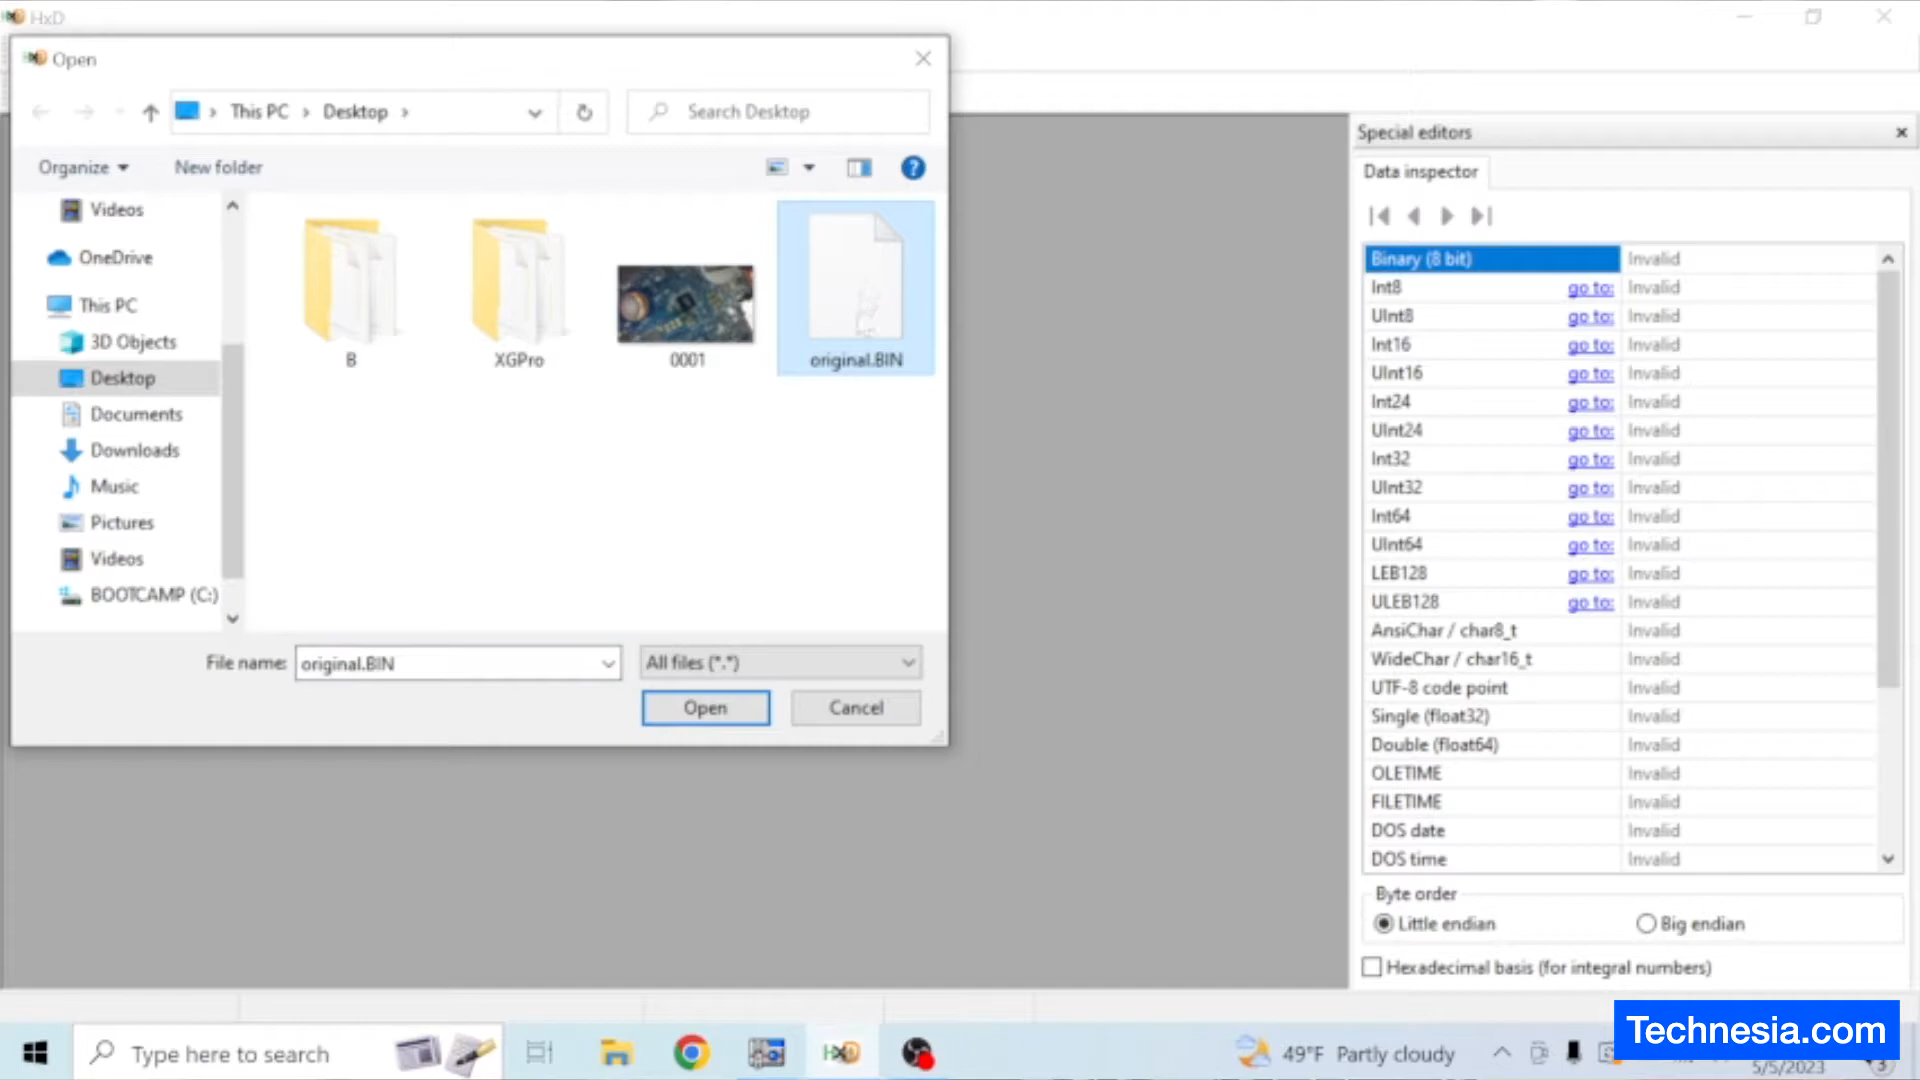 HxD
Open
This PC > Desktop >
Search Desktop
Organize
New folder
Videos
OneDrive
This PC
3D Objects
Desktop
Documents
Downloads
Music
Pictures
Videos
BOOTCAMP (C:)
B
XGPro
0001
original.BIN
File name: original.BIN
All files (*.*)
Open
Cancel
Special editors
Data inspector
Binary (8 bit) Invalid
Int8 go to: Invalid
UInt8 go to: Invalid
Int16 go to: Invalid
UInt16 go to: Invalid
Int24 go to: Invalid
UInt24 go to: Invalid
Int32 go to: Invalid
UInt32 go to: Invalid
Int64 go to: Invalid
UInt64 go to: Invalid
LEB128 go to: Invalid
ULEB128 go to: Invalid
AnsiChar / char8_t Invalid
WideChar / char16_t Invalid
UTF-8 code point Invalid
Single (float32) Invalid
Double (float64) Invalid
OLETIME Invalid
FILETIME Invalid
DOS date Invalid
DOS time Invalid
Byte order
Little endian
Big endian
Hexadecimal basis (for integral numbers)
Technesia.com
Type here to search
HxD
49°F Partly cloudy
5/5/2023
3